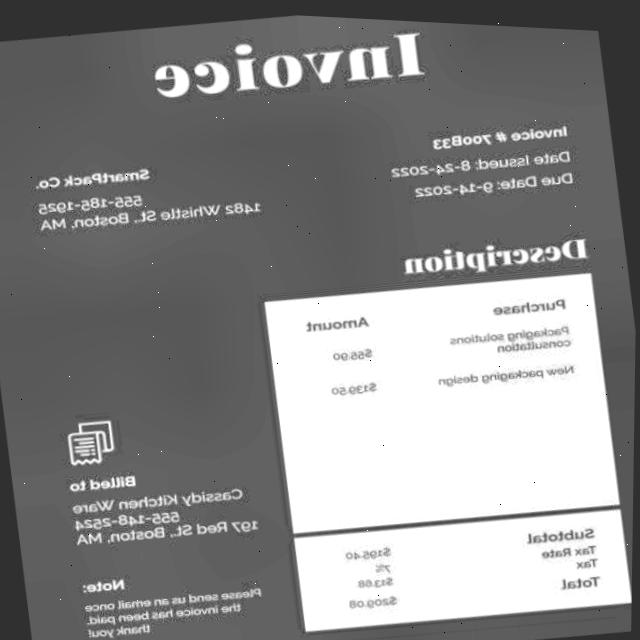 Invoice
Invoice # 700B33
Date Issued: 8-24-2022
Due Date: 9-14-2022
SmartPack Co.
555-185-1925
1482 Whistle St., Boston, MA
Description
Purchase Amount
Packaging solutions
consultation $55.90
New packaging design $139.50
Subtotal $195.40
Tax Rate 7%
Tax $13.68
Total $209.08
Billed to
Cassidy Kitchen Ware
555-148-2524
197 Red St., Boston, MA
Note:
Please send us an email once
the invoice has been paid,
thank you!